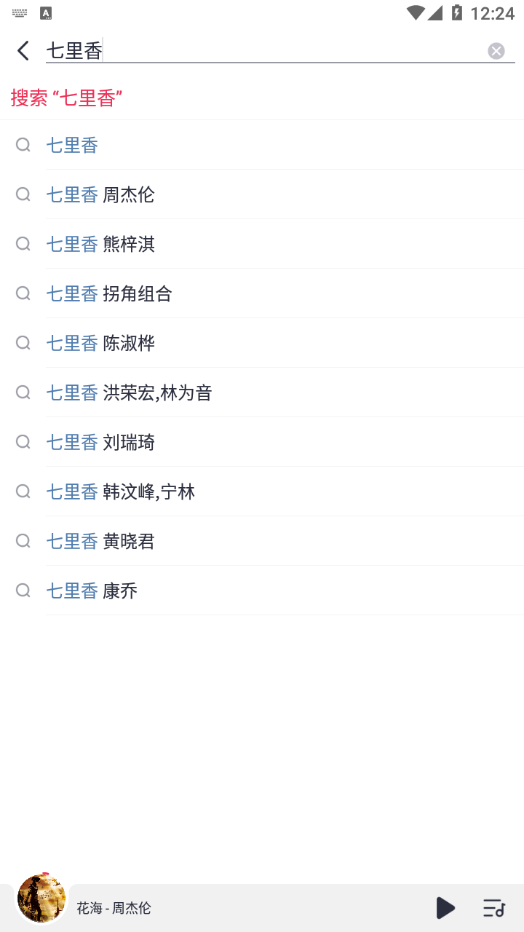 12:24
七里香
搜索 “七里香”
七里香
七里香 周杰伦
七里香 熊梓淇
七里香 拐角组合
七里香 陈淑桦
七里香 洪荣宏,林为音
七里香 刘瑞琦
七里香 韩汶峰,宁林
七里香 黄晓君
七里香 康乔
花海 - 周杰伦